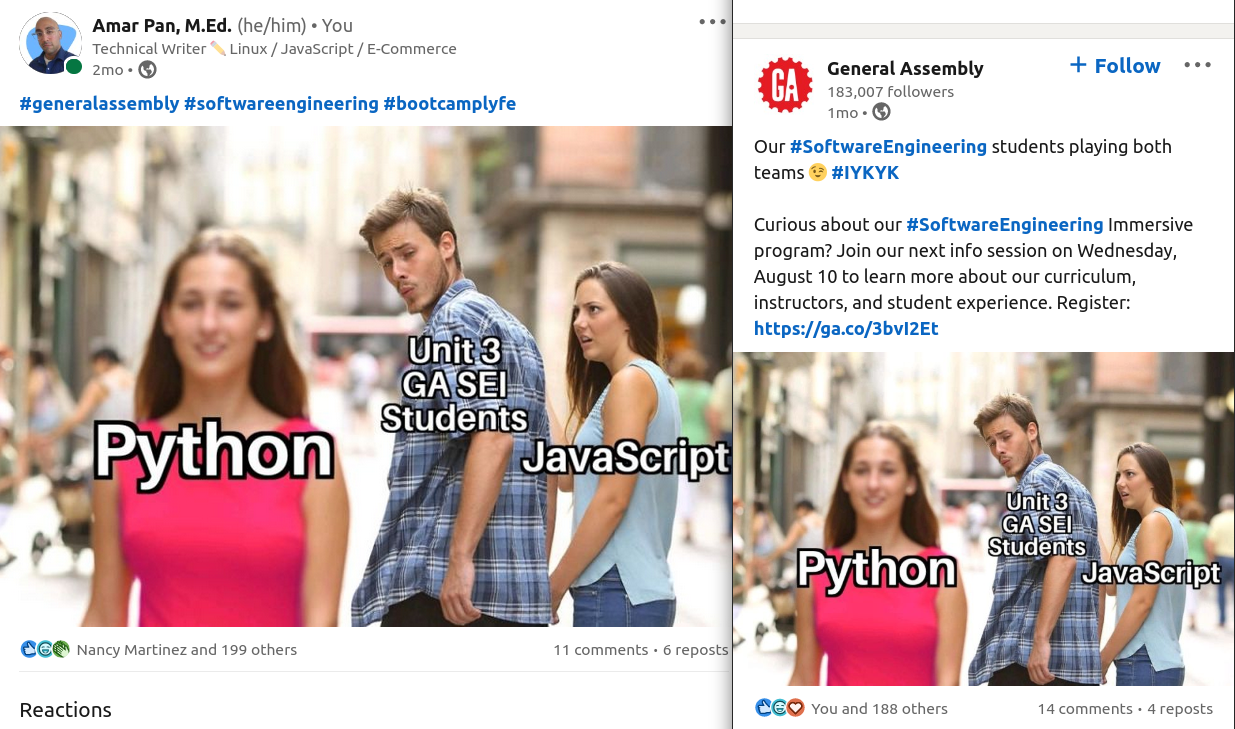 Amar Pan, M.Ed. (he/him) • You
Technical Writer ✏️ Linux / JavaScript / E-Commerce
2mo •
#generalassembly #softwareengineering #bootcamplyfe
Unit 3
GA SEI
Students
Python
JavaScript
Nancy Martinez and 199 others
11 comments • 6 reposts
Reactions
GA
General Assembly
+ Follow
183,007 followers
1mo •
Our #SoftwareEngineering students playing both
teams 😉 #IYKYK
Curious about our #SoftwareEngineering Immersive
program? Join our next info session on Wednesday,
August 10 to learn more about our curriculum,
instructors, and student experience. Register:
https://ga.co/3bvI2Et
Unit 3
GA SEI
Students
Python
JavaScript
You and 188 others
14 comments • 4 reposts